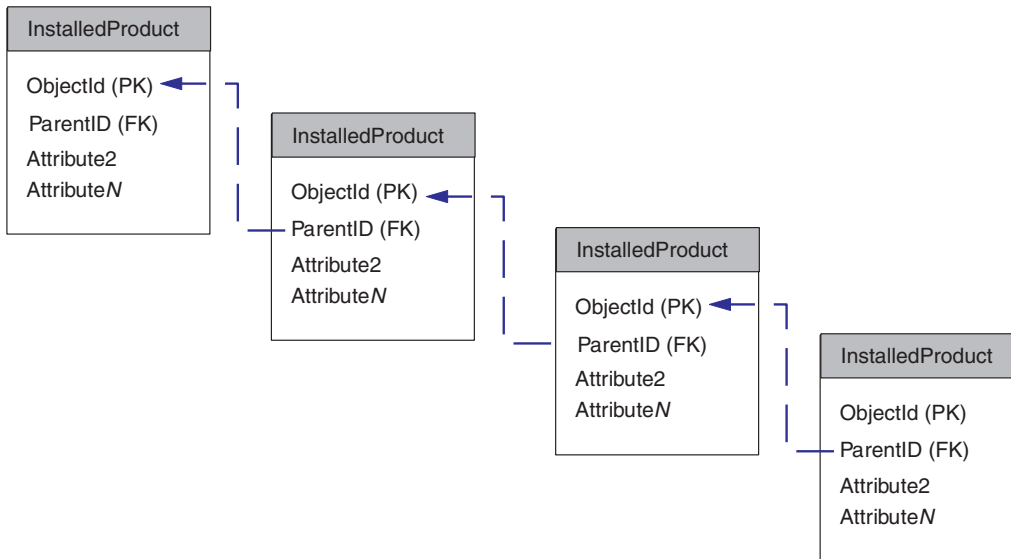 InstalledProduct
ObjectId (PK)
ParentID (FK)
Attribute2
AttributeN
InstalledProduct
ObjectId (PK)
ParentID (FK)
Attribute2
AttributeN
InstalledProduct
ObjectId (PK)
ParentID (FK)
Attribute2
AttributeN
InstalledProduct
ObjectId (PK)
ParentID (FK)
Attribute2
AttributeN